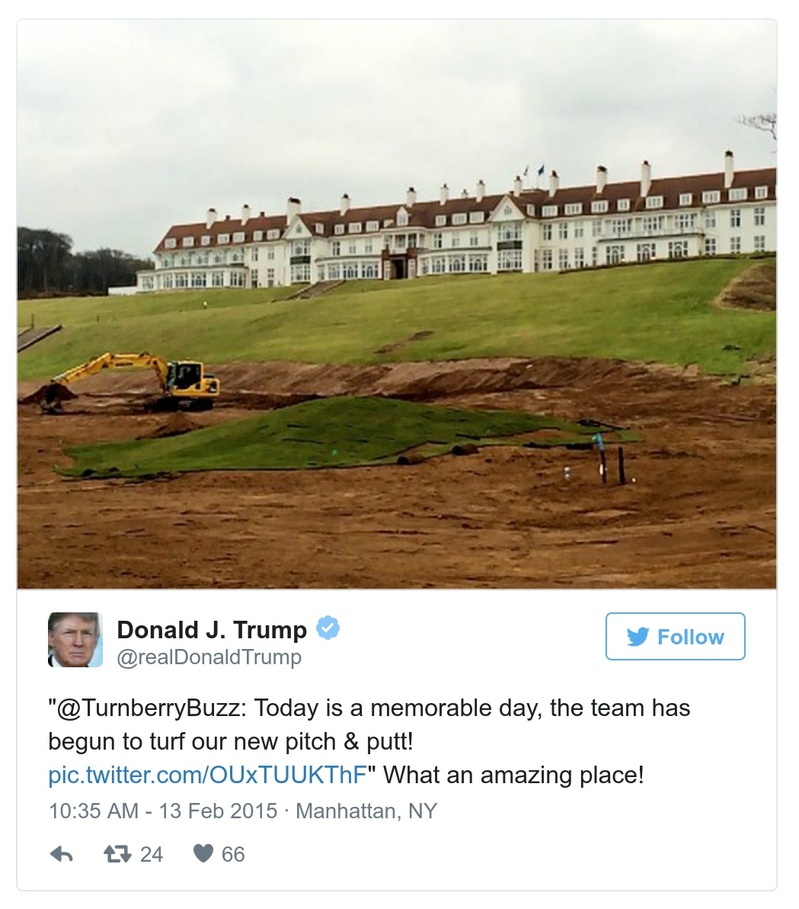 Donald J. Trump
@realDonaldTrump
Follow
"@TurnberryBuzz: Today is a memorable day, the team has
begun to turf our new pitch & putt!
pic.twitter.com/OUxTUUKThF" What an amazing place!
10:35 AM - 13 Feb 2015 · Manhattan, NY
24 66